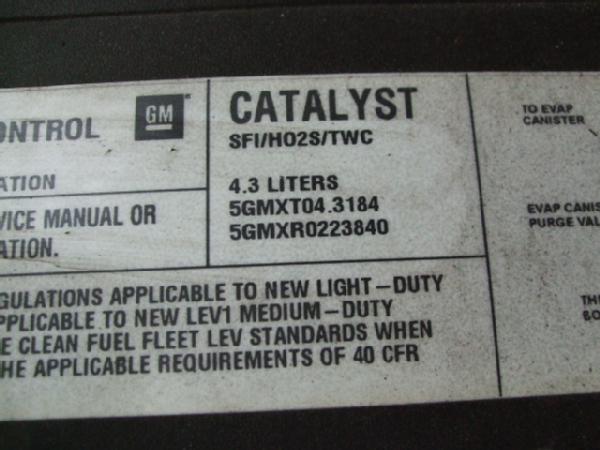 ONTROL
GM
ATION
VICE MANUAL OR
ATION.
CATALYST
SFI/HO2S/TWC
4.3 LITERS
5GMXT04.3184
5GMXR0223840
TO EVAP
CANISTER
EVAP CANIS
PURGE VAL
TH
BO
GULATIONS APPLICABLE TO NEW LIGHT-DUTY
PPLICABLE TO NEW LEV1 MEDIUM-DUTY
E CLEAN FUEL FLEET LEV STANDARDS WHEN
HE APPLICABLE REQUIREMENTS OF 40 CFR